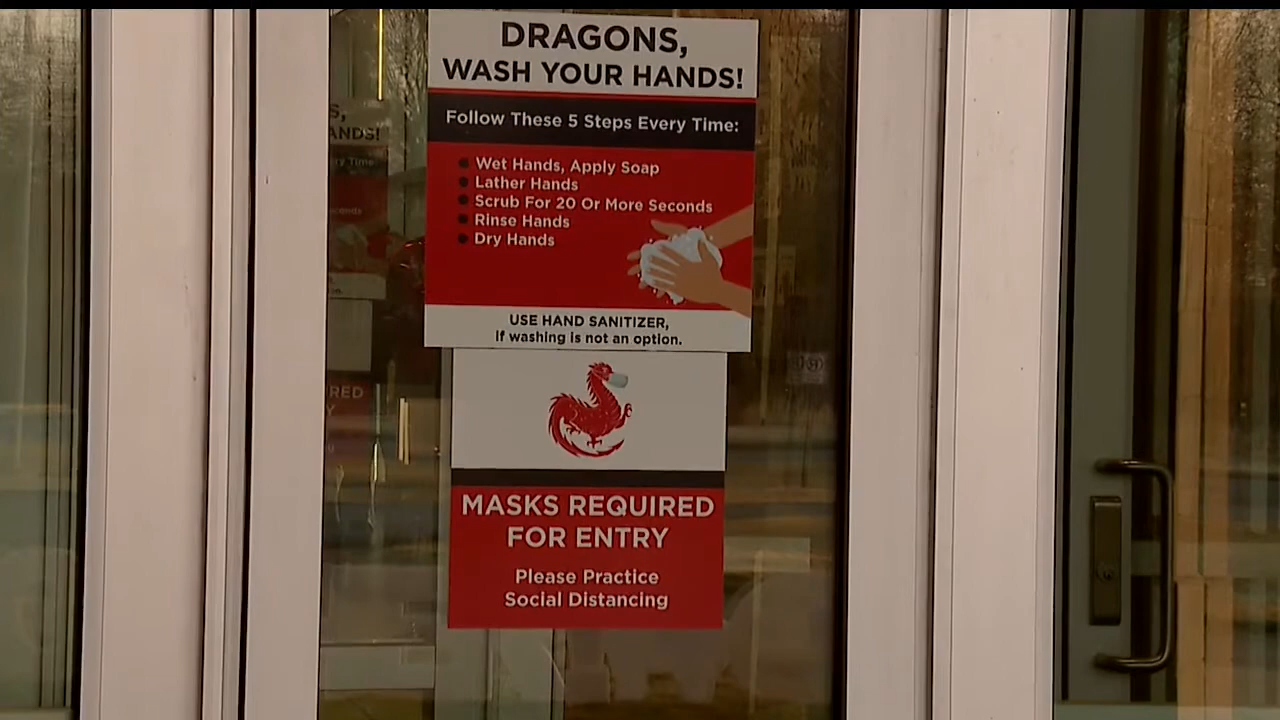 DRAGONS,
WASH YOUR HANDS!
Follow These 5 Steps Every Time:
Wet Hands, Apply Soap
Lather Hands
Scrub For 20 Or More Seconds
Rinse Hands
Dry Hands
USE HAND SANITIZER,
If washing is not an option.
MASKS REQUIRED
FOR ENTRY
Please Practice
Social Distancing